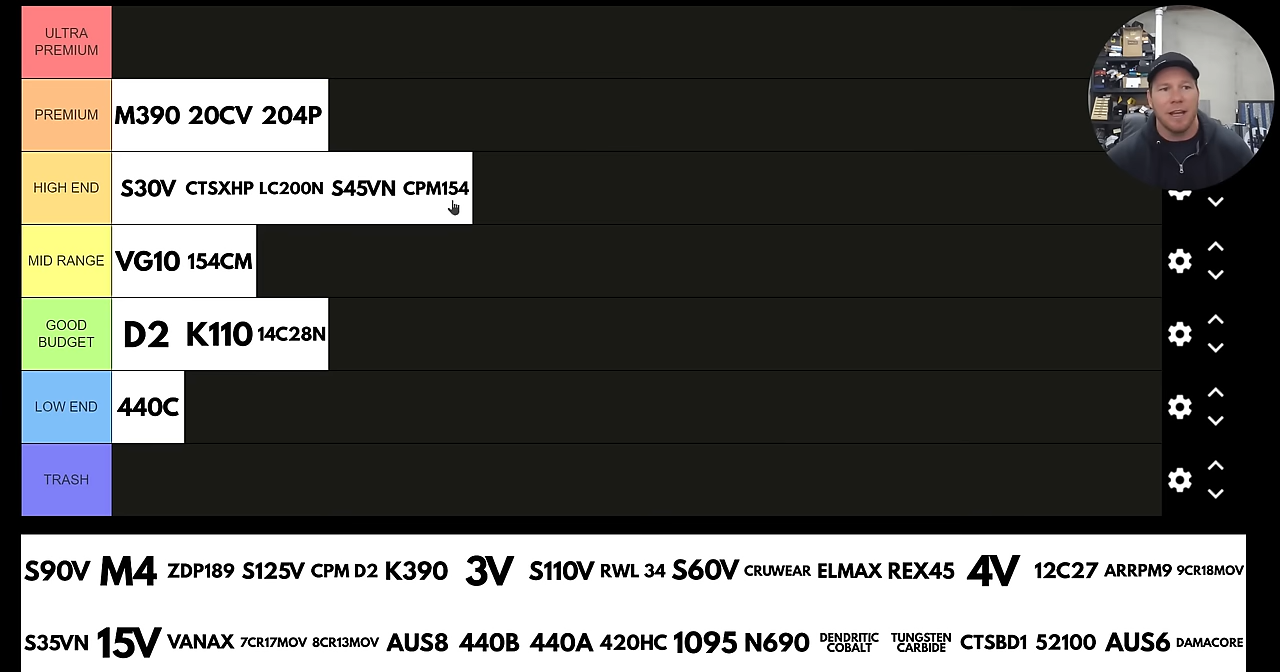 ULTRA
PREMIUM
PREMIUM
M390 20CV 204P
HIGH END
S30V CTSXHP LC200N S45VN CPM154
MID RANGE
VG10 154CM
GOOD
BUDGET
D2 K110 14C28N
LOW END
440C
TRASH
S90V M4 ZDP189 S125V CPM D2 K390 3V S110V RWL 34 S60V CRUWEAR ELMAX REX45 4V 12C27 ARRPM9 9CR18MOV
S35VN 15V VANAX 7CR17MOV 8CR13MOV AUS8 440B 440A 420HC 1095 N690 DENDRITIC COBALT TUNGSTEN CARBIDE CTSBD1 52100 AUS6 DAMACORE